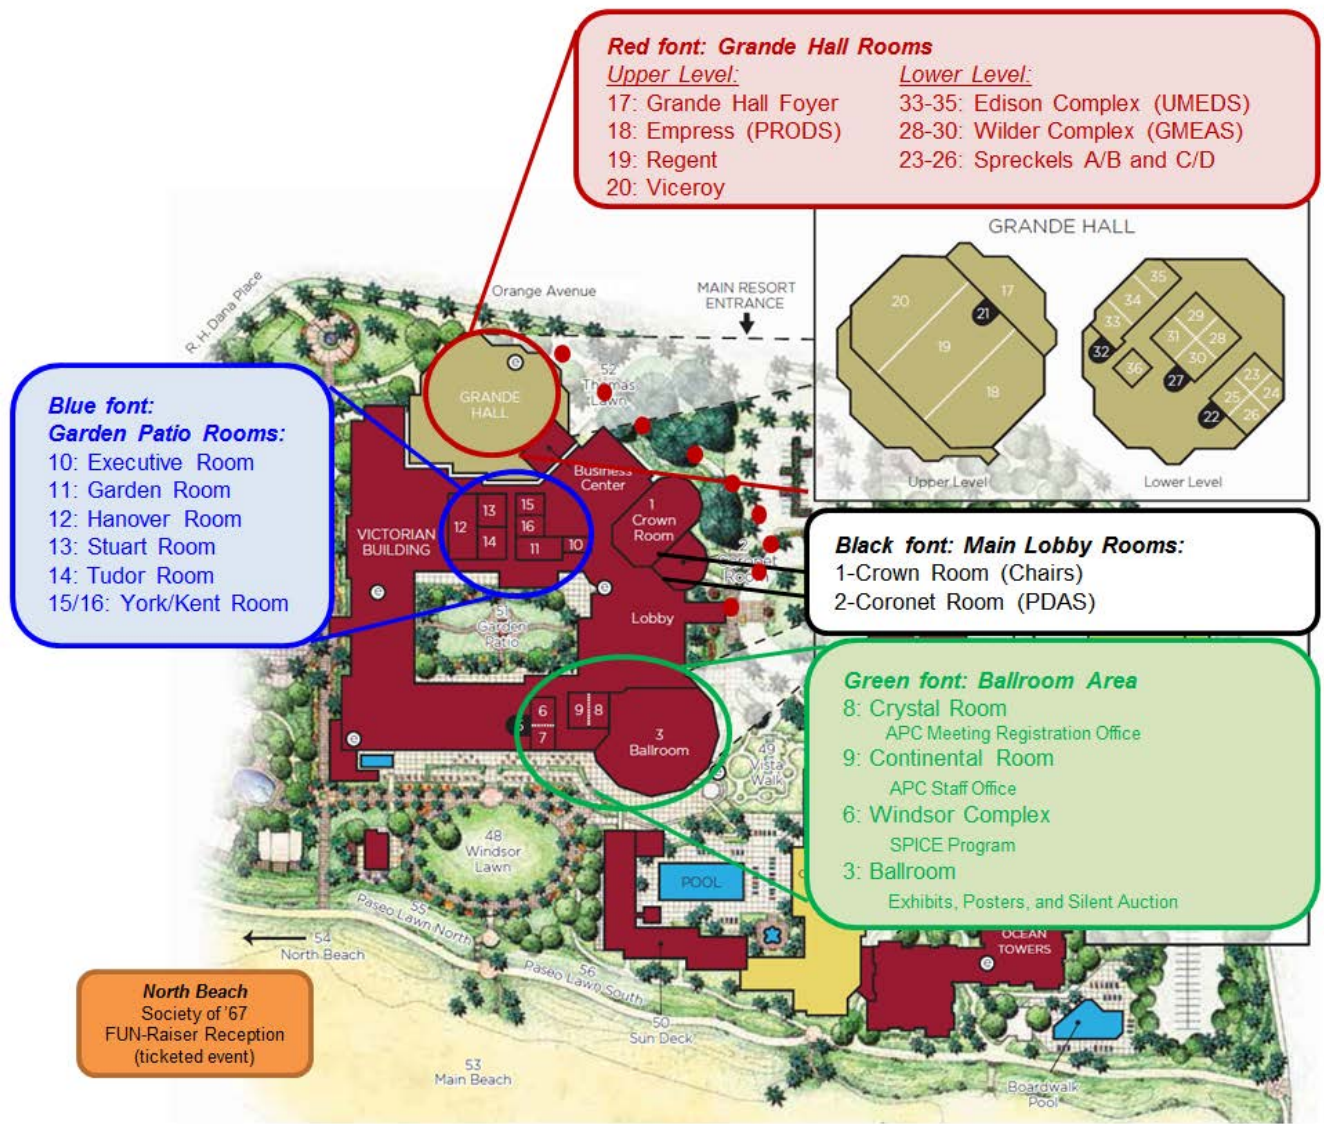 Red font: Grande Hall Rooms
Upper Level:
17: Grande Hall Foyer
18: Empress (PRODS)
19: Regent
20: Viceroy
Lower Level:
33-35: Edison Complex (UMEDS)
28-30: Wilder Complex (GMEAS)
23-26: Spreckels A/B and C/D
GRANDE HALL
20
17
21
19
18
Upper Level
35
34
33
32
29
31
28
30
36
27
23
25
24
22
26
Lower Level
R. H. Dana Place
Orange Avenue
MAIN RESORT
ENTRANCE
e
52
Thomas
Lawn
GRANDE
HALL
Business
Center
Blue font:
Garden Patio Rooms:
10: Executive Room
11: Garden Room
12: Hanover Room
13: Stuart Room
14: Tudor Room
15/16: York/Kent Room
VICTORIAN
BUILDING
12
13
14
15
16
11
10
1
Crown
Room
2
Coronet
Room
e
e
51
Garden
Patio
Lobby
Black font: Main Lobby Rooms:
1-Crown Room (Chairs)
2-Coronet Room (PDAS)
Green font: Ballroom Area
8: Crystal Room
APC Meeting Registration Office
9: Continental Room
APC Staff Office
6: Windsor Complex
SPICE Program
3: Ballroom
Exhibits, Posters, and Silent Auction
6
7
9
8
3
Ballroom
e
e
49
Vista
Walk
48
Windsor
Lawn
POOL
55
Paseo Lawn North
54
North Beach
56
Paseo Lawn South
50
Sun Deck
OCEAN
TOWERS
e
North Beach
Society of '67
FUN-Raiser Reception
(ticketed event)
53
Main Beach
Boardwalk
Pool